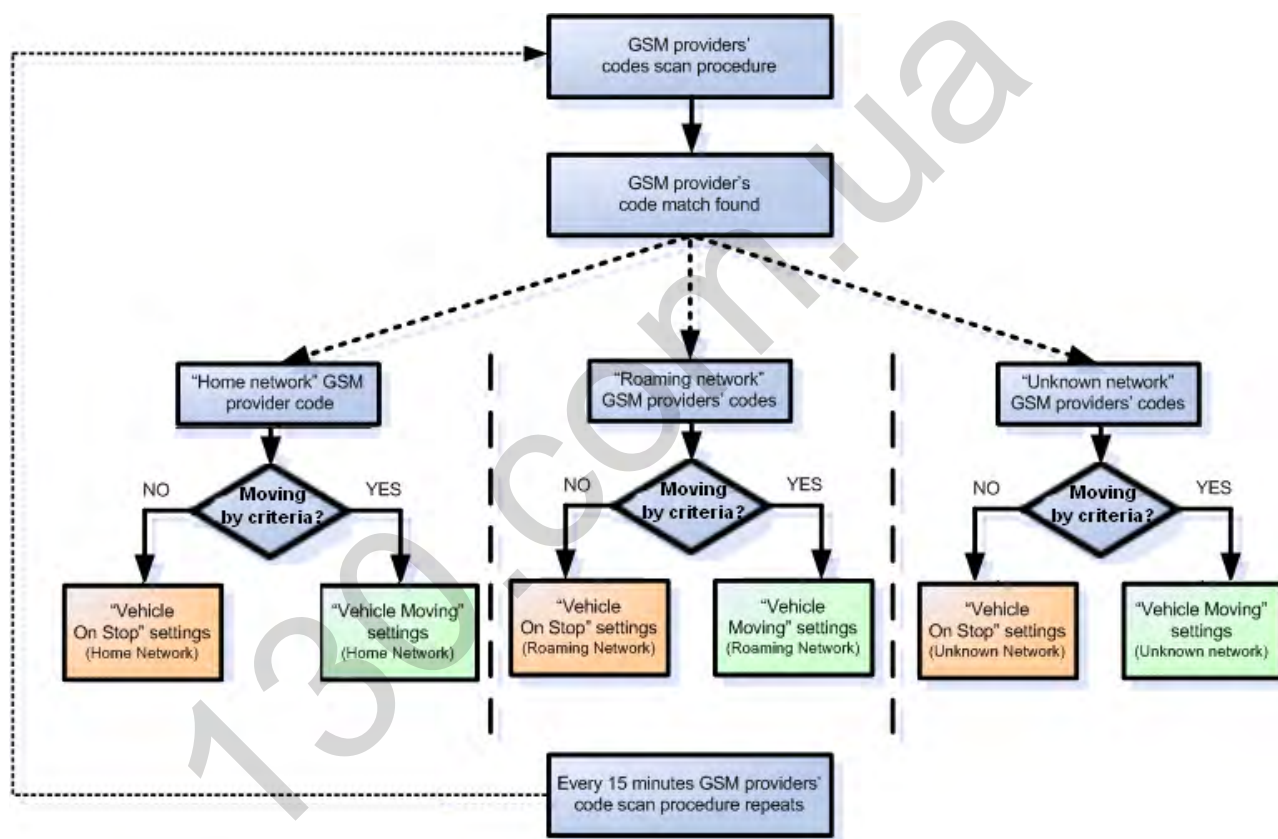 GSM providers'
codes scan procedure
GSM provider's
code match found
"Home network" GSM
provider code
"Roaming network"
GSM providers' codes
"Unknown network"
GSM providers' codes
NO
Moving
by criteria?
YES
NO
Moving
by criteria?
YES
NO
Moving
by criteria?
YES
"Vehicle
On Stop" settings
(Home Network)
"Vehicle Moving"
settings
(Home Network)
"Vehicle
On Stop" settings
(Roaming Network)
"Vehicle
Moving" settings
(Roaming Network)
"Vehicle
On Stop" settings
(Unknown Network)
"Vehicle Moving"
settings
(Unknown network)
Every 15 minutes GSM providers'
code scan procedure repeats
130.com.ua